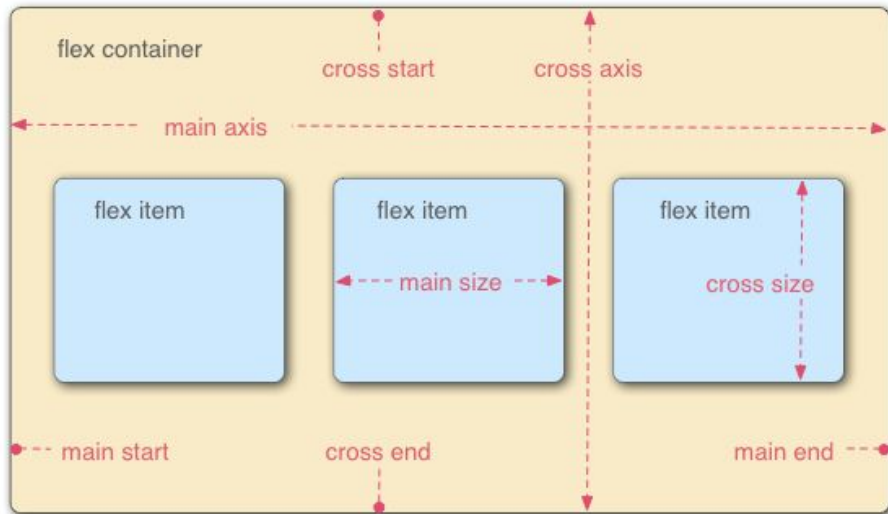 flex container
cross start
cross axis
main axis
flex item
flex item
flex item
main size
cross size
main start
cross end
main end